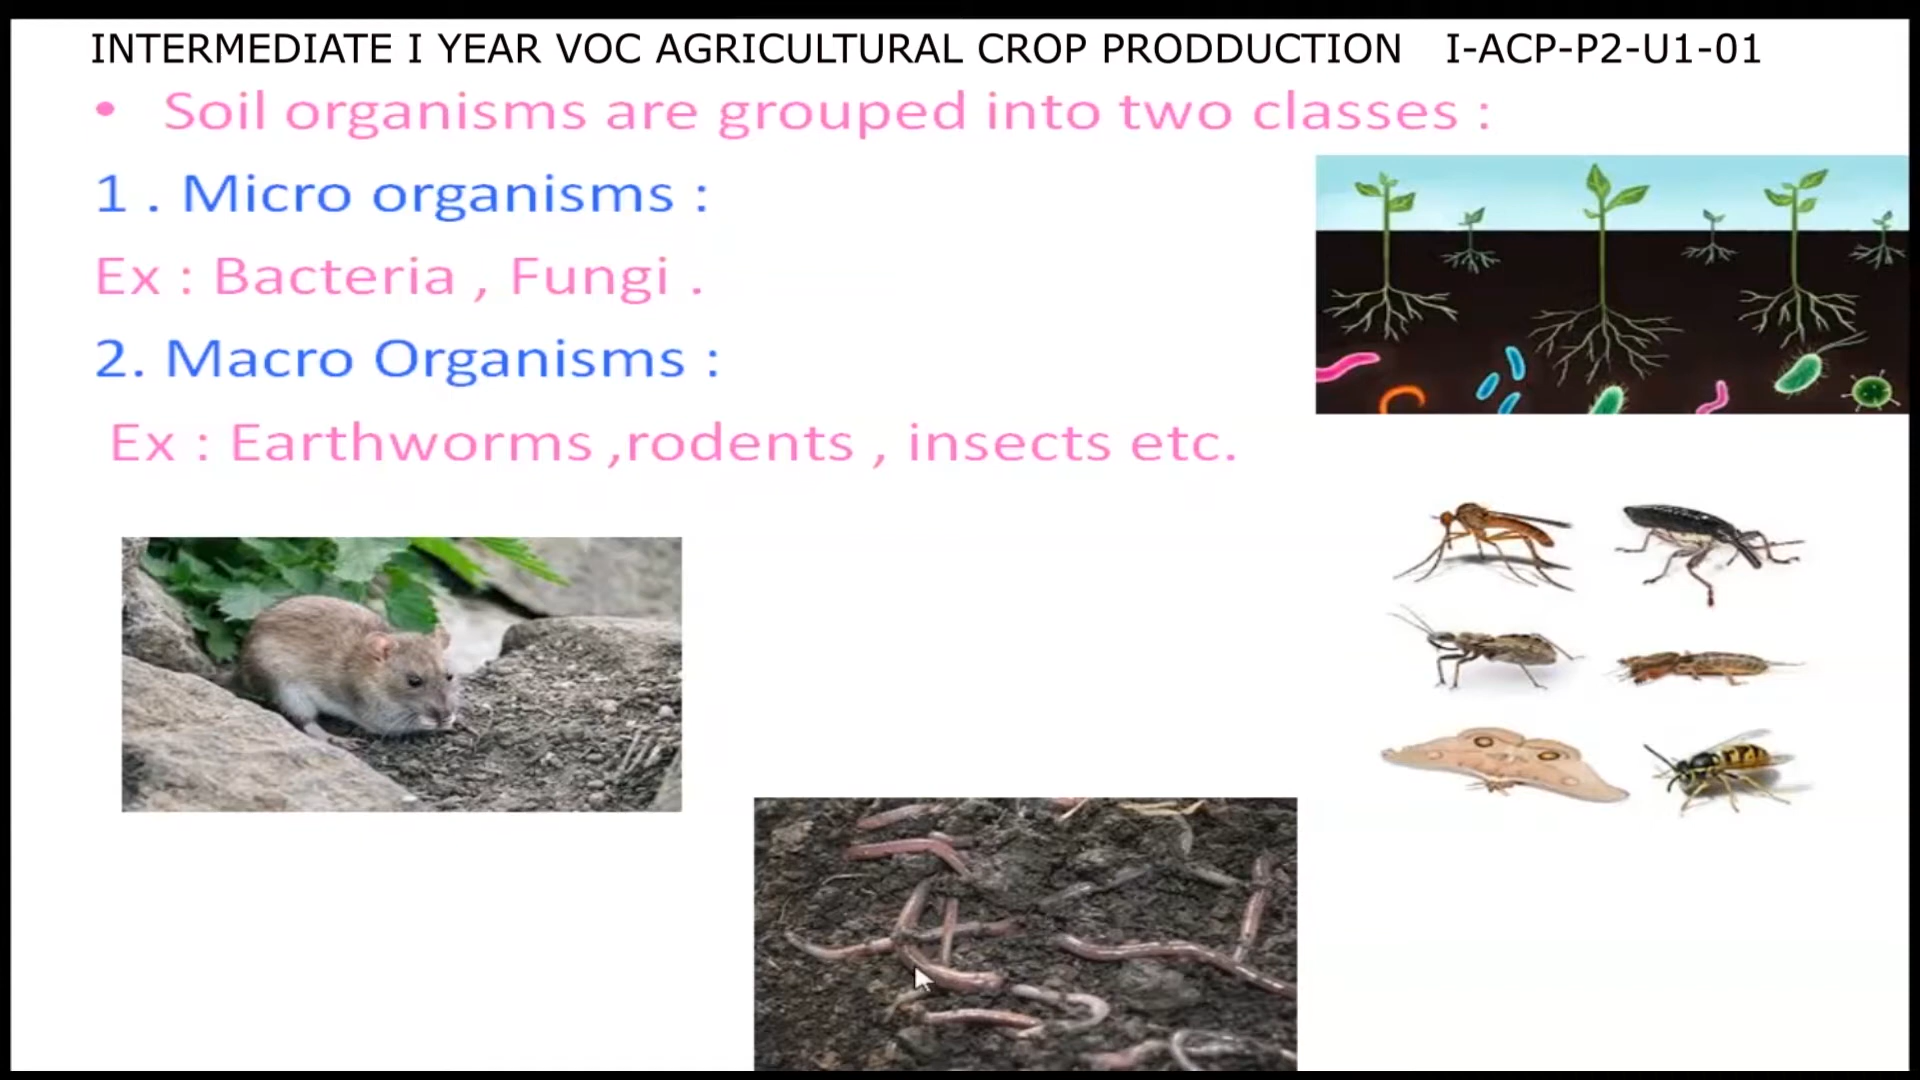 INTERMEDIATE I YEAR VOC AGRICULTURAL CROP PRODDUCTION I-ACP-P2-U1-01
• Soil organisms are grouped into two classes :
1 . Micro organisms :
Ex : Bacteria , Fungi .
2. Macro Organisms :
Ex : Earthworms ,rodents , insects etc.